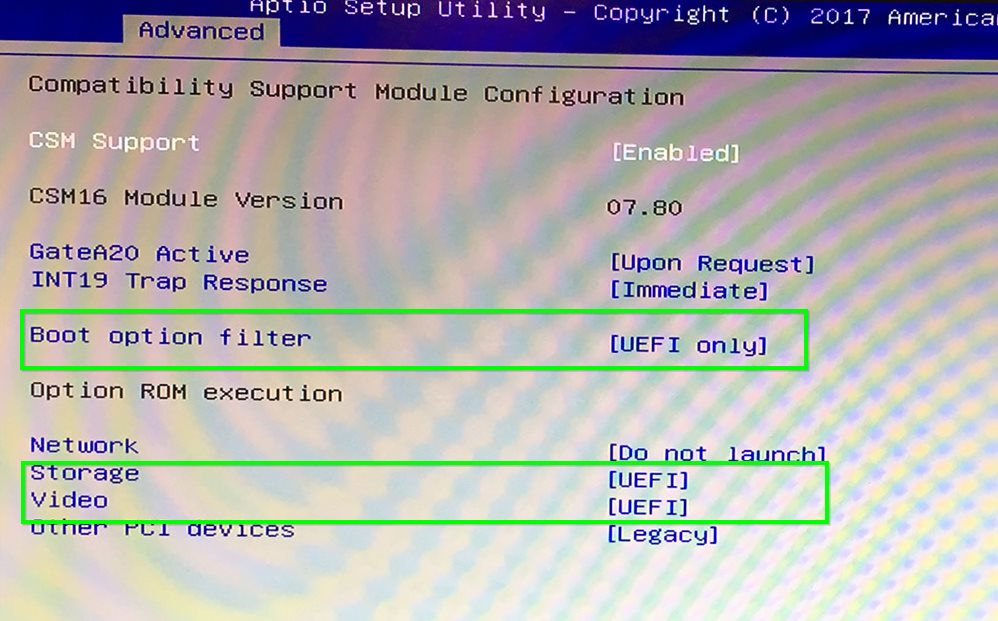 Aptio Setup Utility - Copyright (C) 2017 America
Advanced
Compatibility Support Module Configuration
CSM Support [Enabled]
CSM16 Module Version 07.80
GateA20 Active [Upon Request]
INT19 Trap Response [Immediate]
Boot option filter [UEFI only]
Option ROM execution
Network [Do not launch]
Storage [UEFI]
Video [UEFI]
Other PCI devices [Legacy]